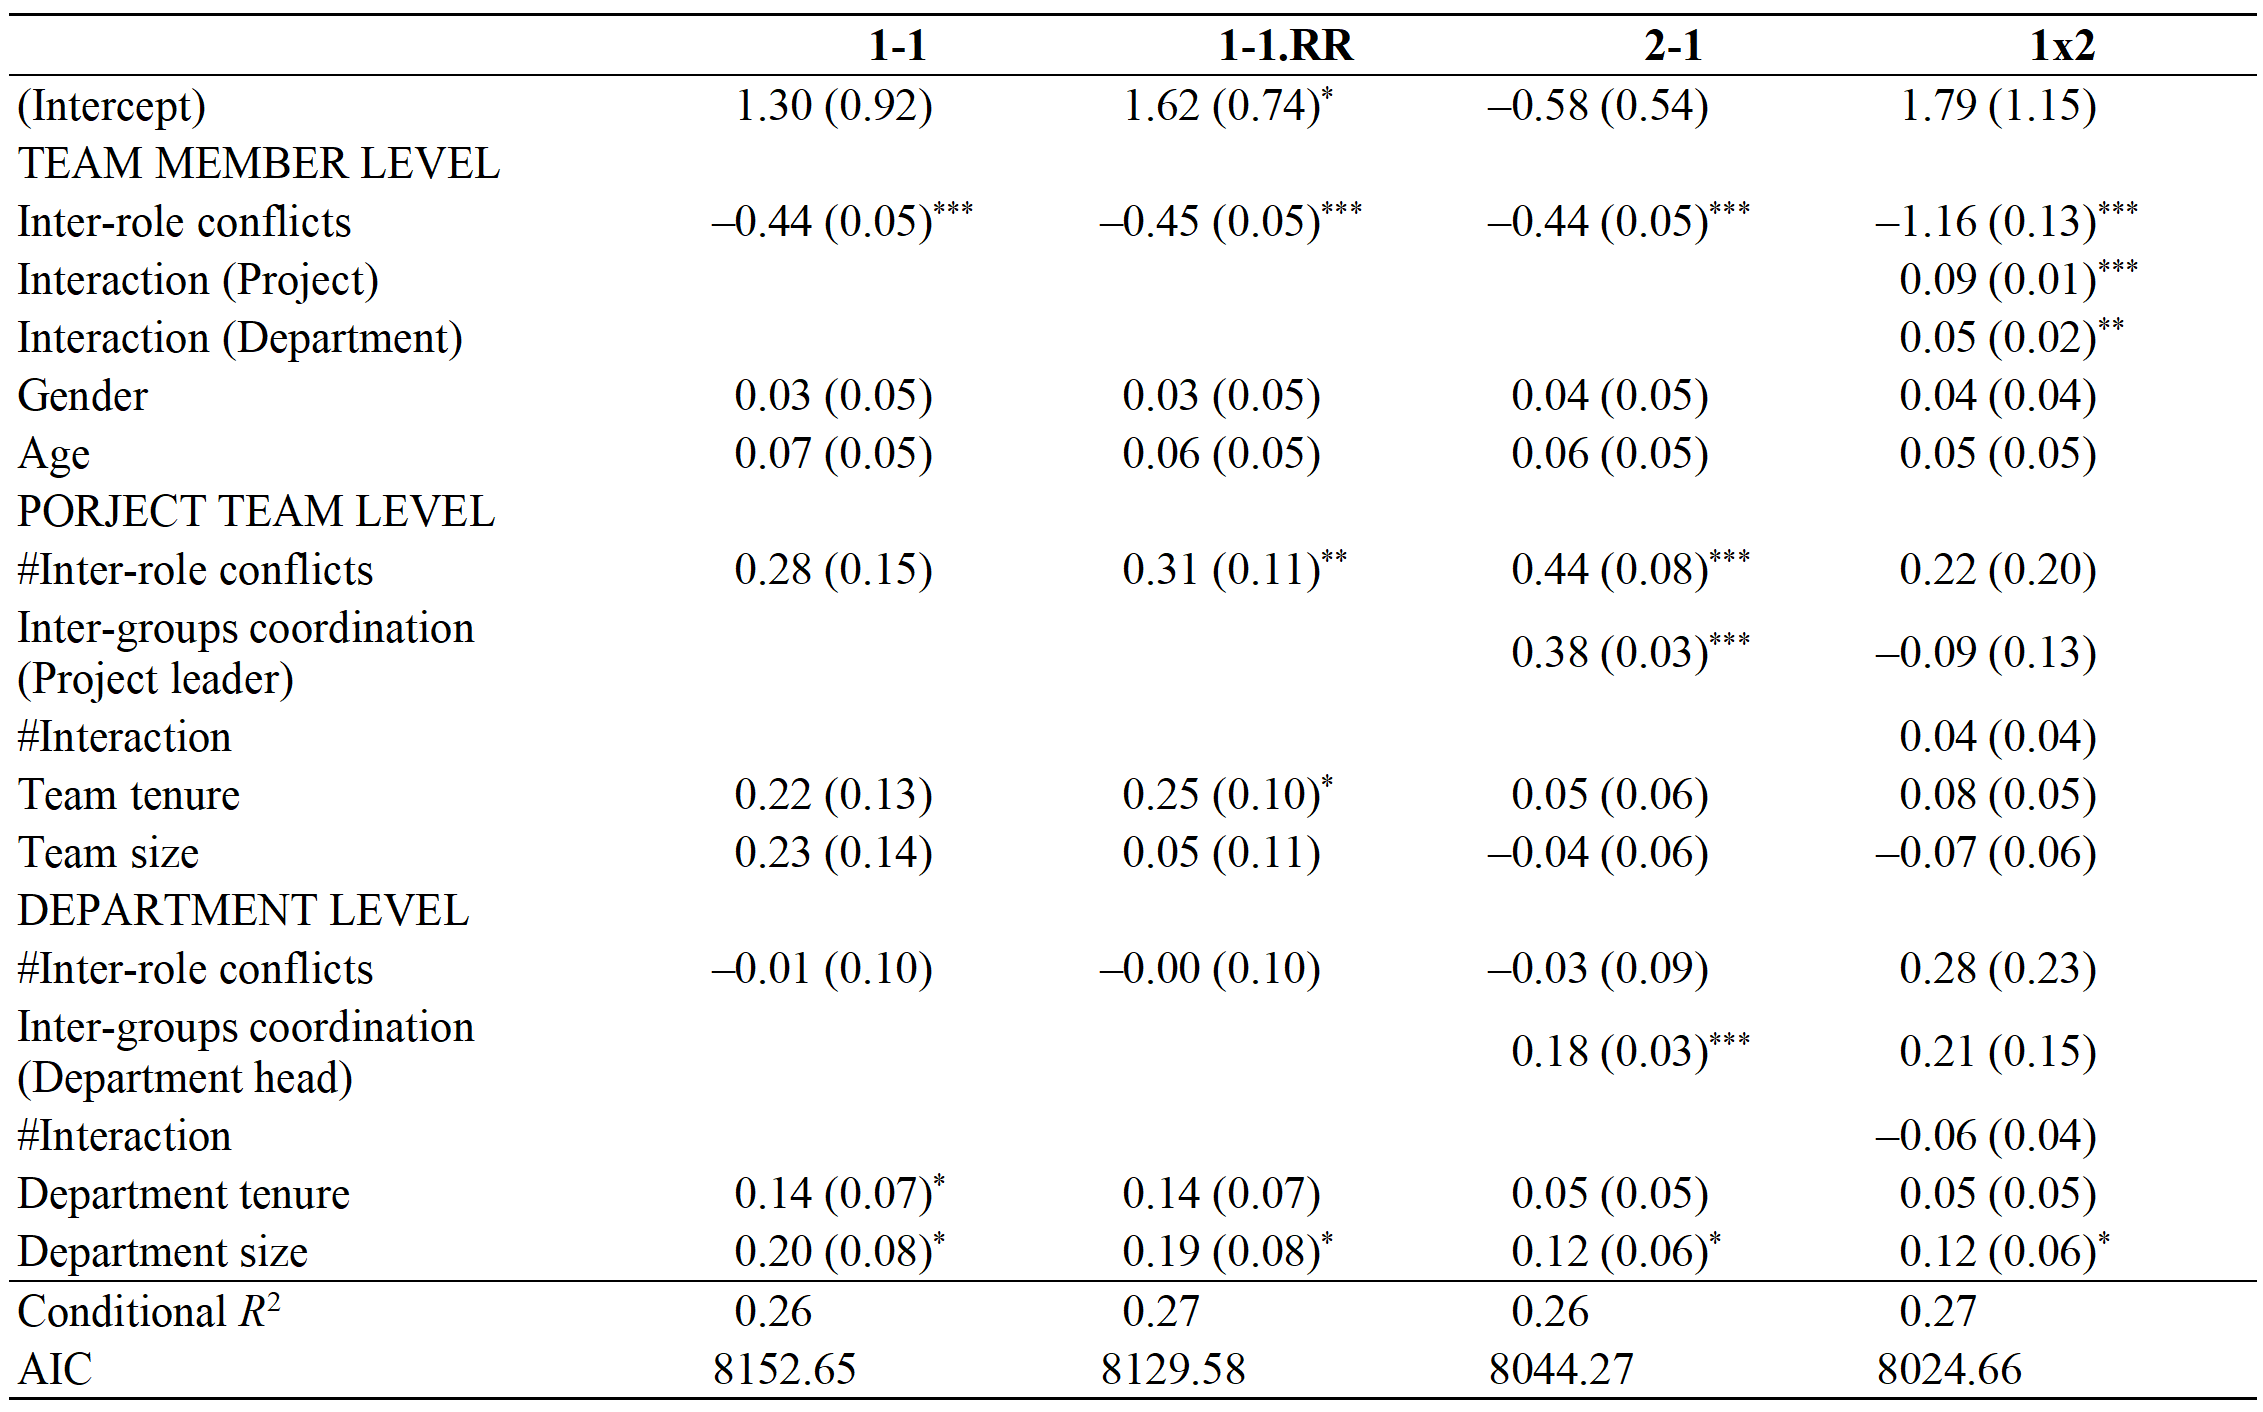 1-1 1-1.RR 2-1 1x2
(Intercept) 1.30 (0.92) 1.62 (0.74)* –0.58 (0.54) 1.79 (1.15)
TEAM MEMBER LEVEL
Inter-role conflicts –0.44 (0.05)*** –0.45 (0.05)*** –0.44 (0.05)*** –1.16 (0.13)***
Interaction (Project) 0.09 (0.01)***
Interaction (Department) 0.05 (0.02)**
Gender 0.03 (0.05) 0.03 (0.05) 0.04 (0.05) 0.04 (0.04)
Age 0.07 (0.05) 0.06 (0.05) 0.06 (0.05) 0.05 (0.05)
PORJECT TEAM LEVEL
#Inter-role conflicts 0.28 (0.15) 0.31 (0.11)** 0.44 (0.08)*** 0.22 (0.20)
Inter-groups coordination
(Project leader) 0.38 (0.03)*** –0.09 (0.13)
#Interaction 0.04 (0.04)
Team tenure 0.22 (0.13) 0.25 (0.10)* 0.05 (0.06) 0.08 (0.05)
Team size 0.23 (0.14) 0.05 (0.11) –0.04 (0.06) –0.07 (0.06)
DEPARTMENT LEVEL
#Inter-role conflicts –0.01 (0.10) –0.00 (0.10) –0.03 (0.09) 0.28 (0.23)
Inter-groups coordination
(Department head) 0.18 (0.03)*** 0.21 (0.15)
#Interaction –0.06 (0.04)
Department tenure 0.14 (0.07)* 0.14 (0.07) 0.05 (0.05) 0.05 (0.05)
Department size 0.20 (0.08)* 0.19 (0.08)* 0.12 (0.06)* 0.12 (0.06)*
Conditional R² 0.26 0.27 0.26 0.27
AIC 8152.65 8129.58 8044.27 8024.66